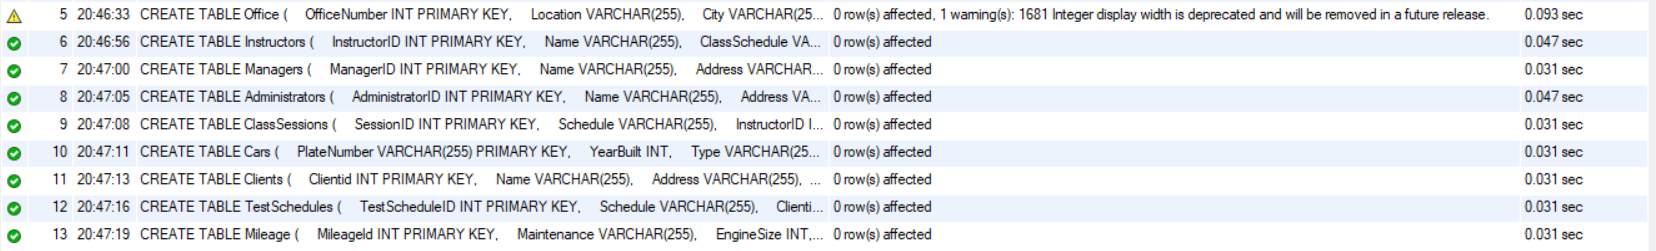 5 20:46:33 CREATE TABLE Office ( OfficeNumber INT PRIMARY KEY, Location VARCHAR(255), City VARCHAR(25... 0 row(s) affected, 1 warning(s): 1681 Integer display width is deprecated and will be removed in a future release. 0.093 sec
6 20:46:56 CREATE TABLE Instructors ( InstructorID INT PRIMARY KEY, Name VARCHAR(255), ClassSchedule VA... 0 row(s) affected 0.047 sec
7 20:47:00 CREATE TABLE Managers ( ManagerID INT PRIMARY KEY, Name VARCHAR(255), Address VARCHAR... 0 row(s) affected 0.031 sec
8 20:47:05 CREATE TABLE Administrators ( AdministratorID INT PRIMARY KEY, Name VARCHAR(255), Address VA... 0 row(s) affected 0.047 sec
9 20:47:08 CREATE TABLE ClassSessions ( SessionID INT PRIMARY KEY, Schedule VARCHAR(255), InstructorID I... 0 row(s) affected 0.031 sec
10 20:47:11 CREATE TABLE Cars ( PlateNumber VARCHAR(255) PRIMARY KEY, YearBuilt INT, Type VARCHAR(25... 0 row(s) affected 0.031 sec
11 20:47:13 CREATE TABLE Clients ( Clientid INT PRIMARY KEY, Name VARCHAR(255), Address VARCHAR(255), ... 0 row(s) affected 0.031 sec
12 20:47:16 CREATE TABLE TestSchedules ( TestScheduleID INT PRIMARY KEY, Schedule VARCHAR(255), Clienti... 0 row(s) affected 0.031 sec
13 20:47:19 CREATE TABLE Mileage ( MileageId INT PRIMARY KEY, Maintenance VARCHAR(255), EngineSize INT,... 0 row(s) affected 0.031 sec